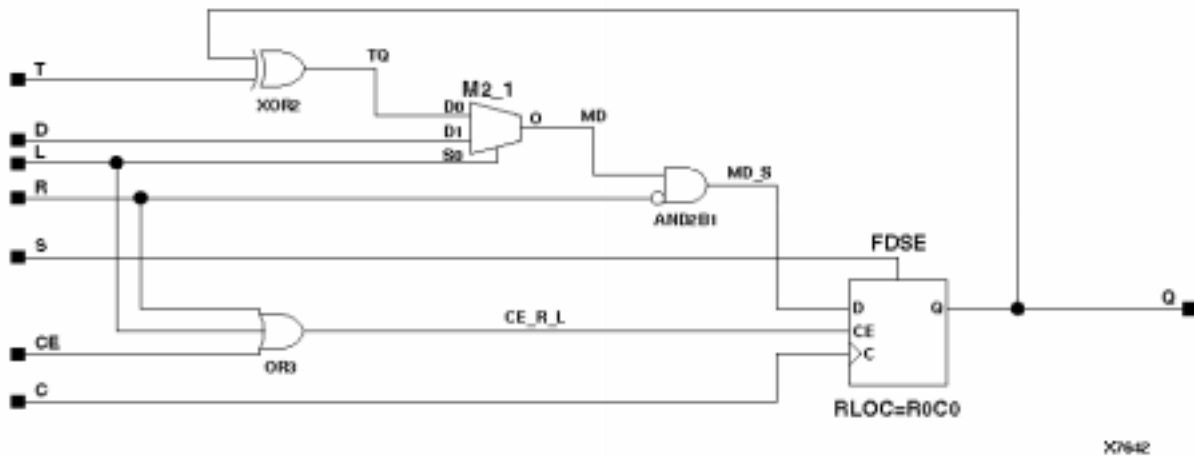 T
TQ
XOR2
M2_1
D0
D
D1
O
MD
L
S0
R
MD_S
AND2B1
S
FDSE
D
Q
Q
CE_R_L
CE
CE
C
OR3
C
RLOC=R0C0
X7642